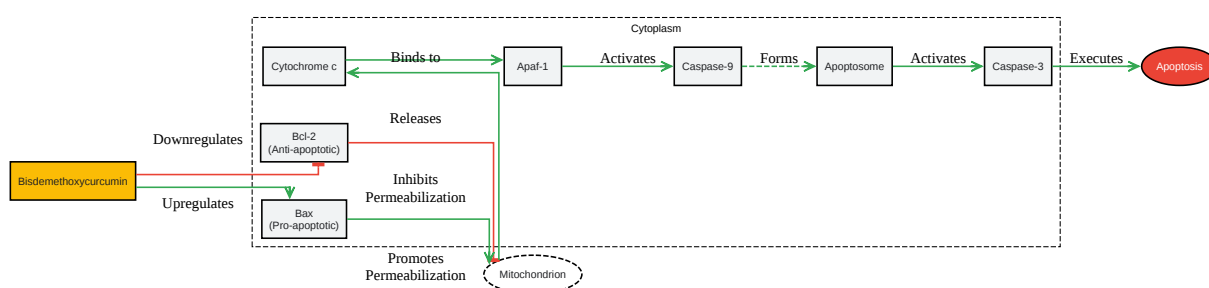 Cytoplasm
Cytochrome c
Binds to
Apaf-1
Activates
Caspase-9
Forms
Apoptosome
Activates
Caspase-3
Executes
Apoptosis
Releases
Downregulates
Bcl-2
(Anti-apoptotic)
Bisdemethoxycurcumin
Inhibits
Permeabilization
Upregulates
Bax
(Pro-apoptotic)
Promotes
Permeabilization
Mitochondrion